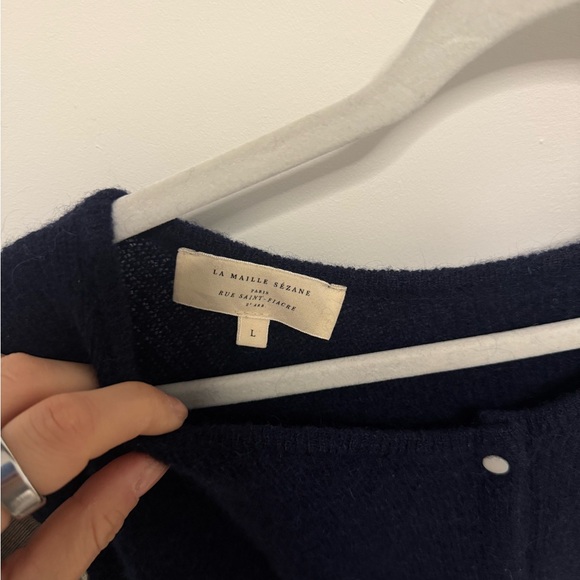 LA MAILLE SÉZANE
PARIS
RUE SAINT-FIACRE
L